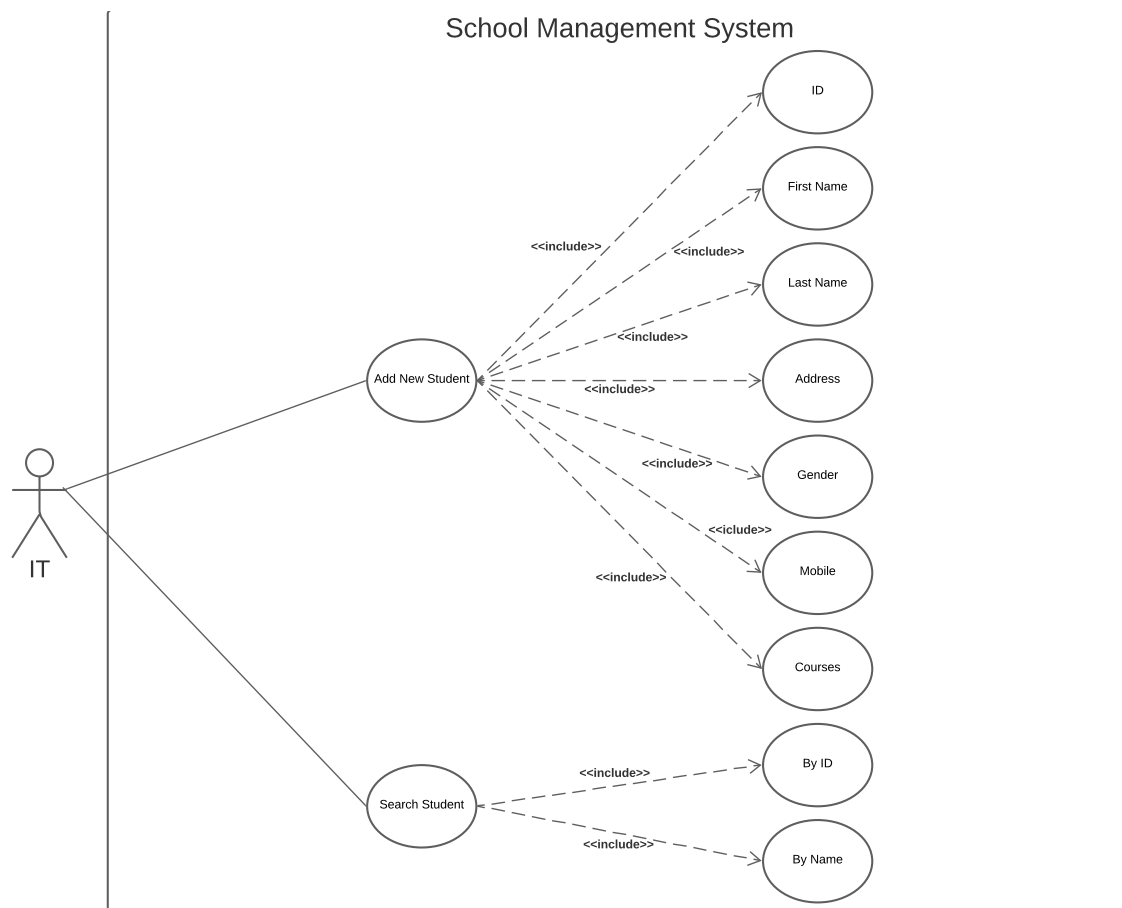 School Management System
ID
First Name
<<include>>
<<include>>
Last Name
<<include>>
Add New Student
Address
<<include>>
<<include>>
Gender
<<iclude>>
IT
Mobile
<<include>>
Courses
By ID
<<include>>
Search Student
<<include>>
By Name